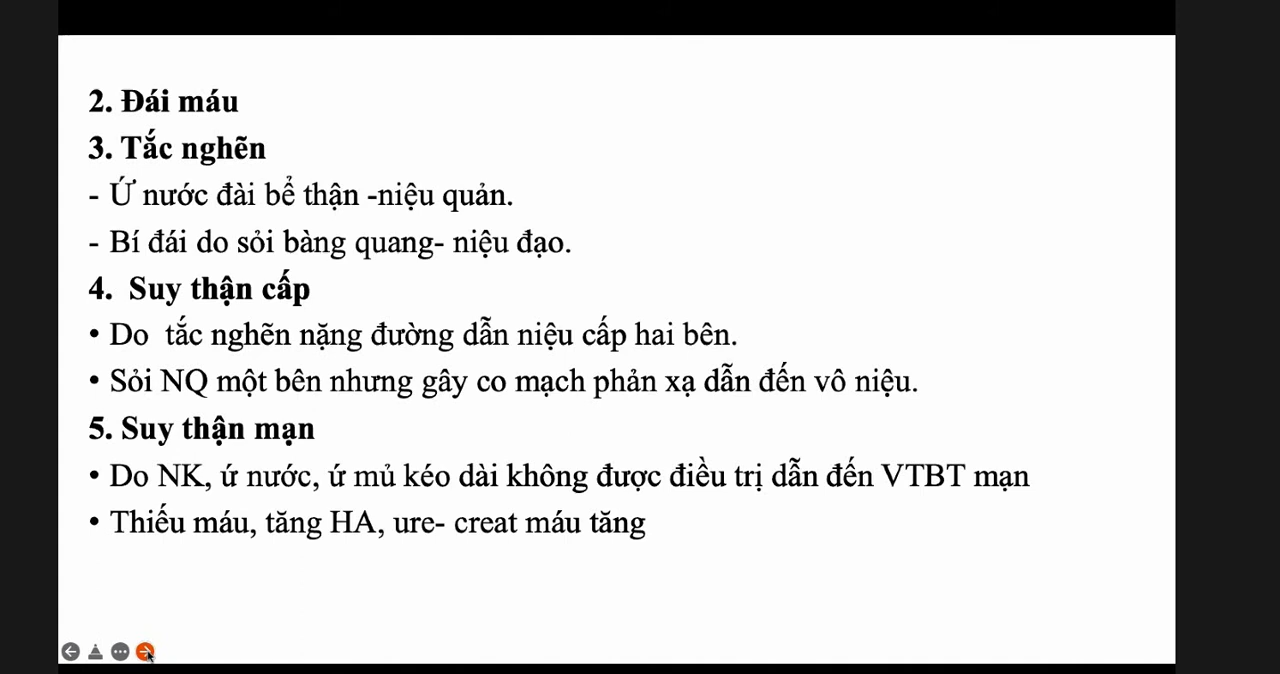 2. Đái máu
3. Tắc nghẽn
- Ứ nước đài bể thận -niệu quản.
- Bí đái do sỏi bàng quang- niệu đạo.
4.  Suy thận cấp
• Do  tắc nghẽn nặng đường dẫn niệu cấp hai bên.
• Sỏi NQ một bên nhưng gây co mạch phản xạ dẫn đến vô niệu.
5. Suy thận mạn
• Do NK, ứ nước, ứ mủ kéo dài không được điều trị dẫn đến VTBT mạn
• Thiếu máu, tăng HA, ure- creat máu tăng